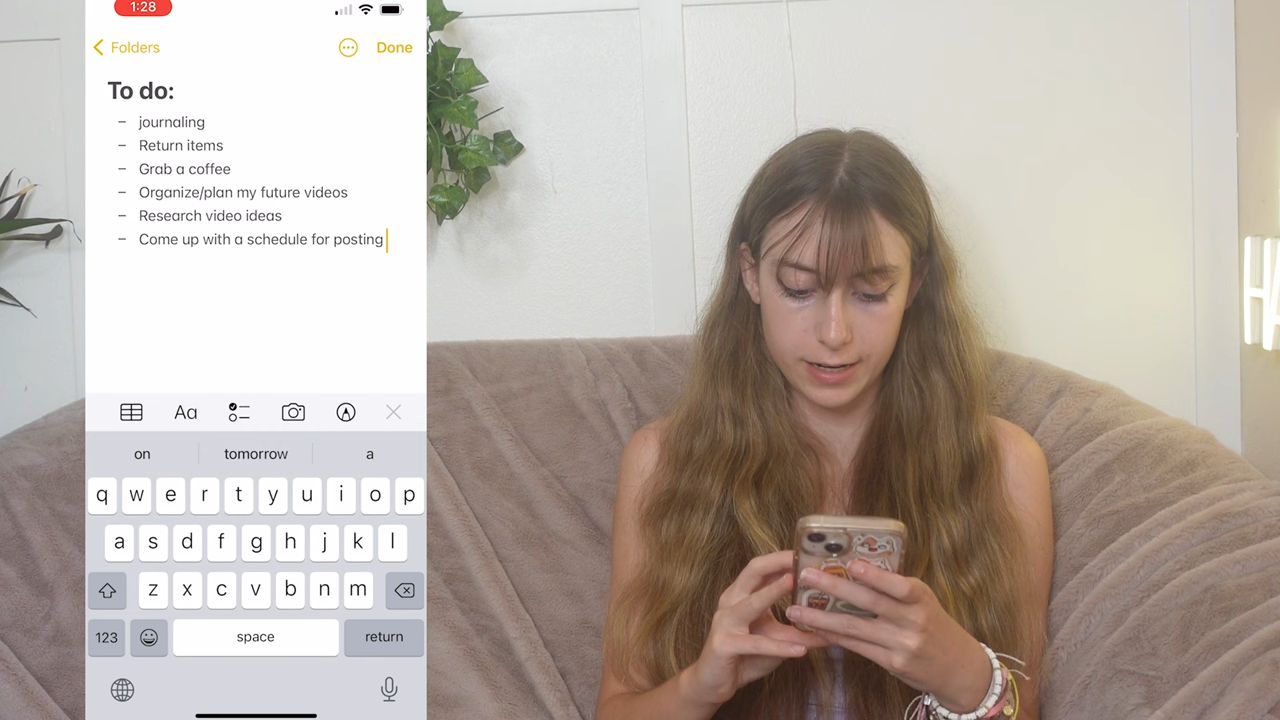 1:28
Folders
Done
To do:
- journaling
- Return items
- Grab a coffee
- Organize/plan my future videos
- Research video ideas
- Come up with a schedule for posting
Aa
on tomorrow a
q w e r t y u i o p
a s d f g h j k l
z x c v b n m
123 space return